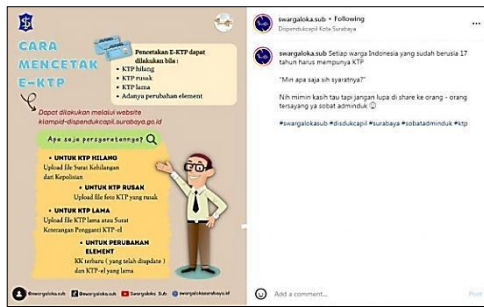 CARA
MENCETAK
E-KTP
Pencetakan E-KTP dapat
dilakukan bila :
• KTP hilang
• KTP rusak
• KTP lama
• Adanya perubahan element
Dapat dilakukan melalui website
klampid-dispendukcapil.surabaya.go.id
Apa saja persyaratannya?
• UNTUK KTP HILANG
Upload file Surat Kehilangan
dari Kepolisian
• UNTUK KTP RUSAK
Upload file foto KTP yang rusak
• UNTUK KTP LAMA
Upload file KTP lama atau Surat
Keterangan Pengganti KTP-el
• UNTUK PERUBAHAN
ELEMENT
KK terbaru ( yang telah diupdate )
dan KTP-el yang lama
@swargaloka.sub
@swargaloka.sub
Swargaloka Sub
swargaloka.sub • Following
Dispendukcapil Kota Surabaya
swargaloka.sub Setiap warga Indonesia yang sudah berusia 17
tahun harus mempunya KTP
"Min apa saja sih syaratnya?"
Nih mimin kasih tau tapi jangan lupa di share ke orang - orang
tersayang ya sobat adminduk
#swargalokasub #disdukcapil #surabaya #sobatadminduk #ktp
Add a comment...
Post